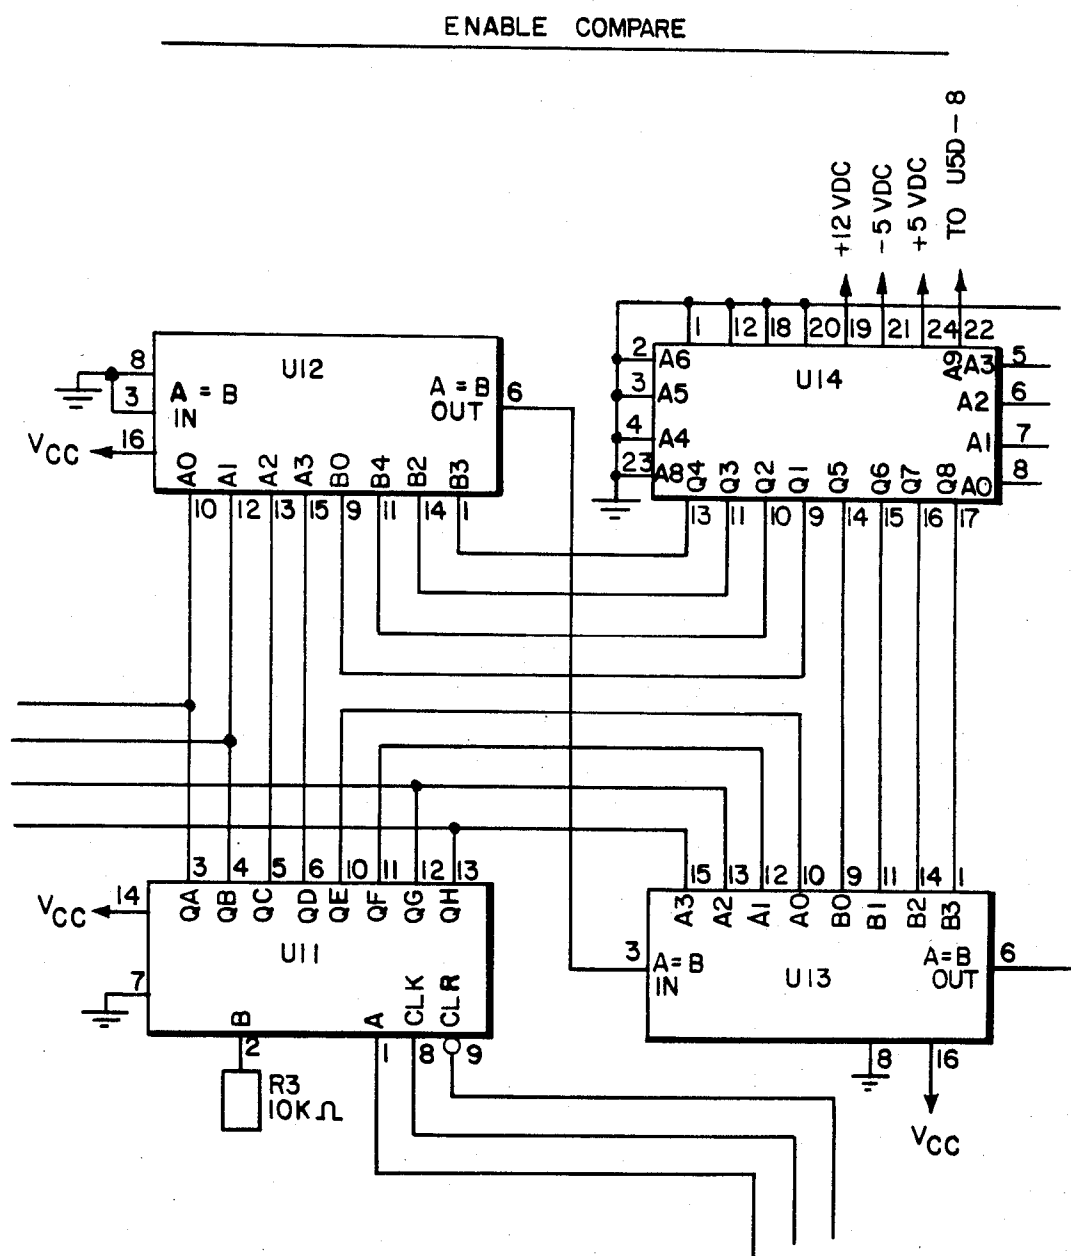 ENABLE COMPARE
+12VDC
-5VDC
+5VDC
TO U5D-8
1 12 18 20 19 21 24 22
8
U12
A = B
IN
3
A = B
OUT
6
VCC 16
A0 A1 A2 A3 B0 B4 B2 B3
10 12 13 15 9 11 14 1
2 A6
3 A5
4 A4
23 A8
U14
A9
A3 5
A2 6
A1 7
A0 8
Q4 Q3 Q2 Q1 Q5 Q6 Q7 Q8
13 11 10 9 14 15 16 17
3 4 5 6 10 11 12 13
QA QB QC QD QE QF QG QH
VCC 14
U11
7
B A CLK CLR
2 1 8 9
R3
10K Ω
15 13 12 10 9 11 14 1
A3 A2 A1 A0 B0 B1 B2 B3
3
A = B
IN
U13
A=B
OUT
6
8 16
VCC